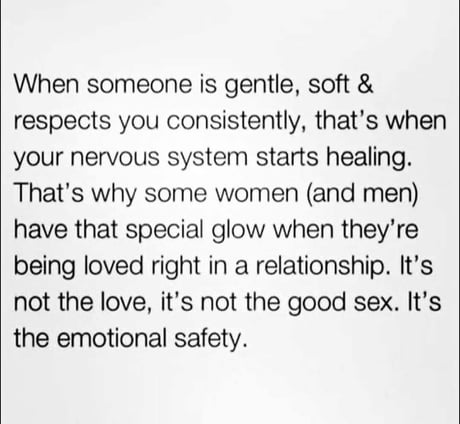 When someone is gentle, soft &
respects you consistently, that's when
your nervous system starts healing.
That's why some women (and men)
have that special glow when they're
being loved right in a relationship. It's
not the love, it's not the good sex. It's
the emotional safety.